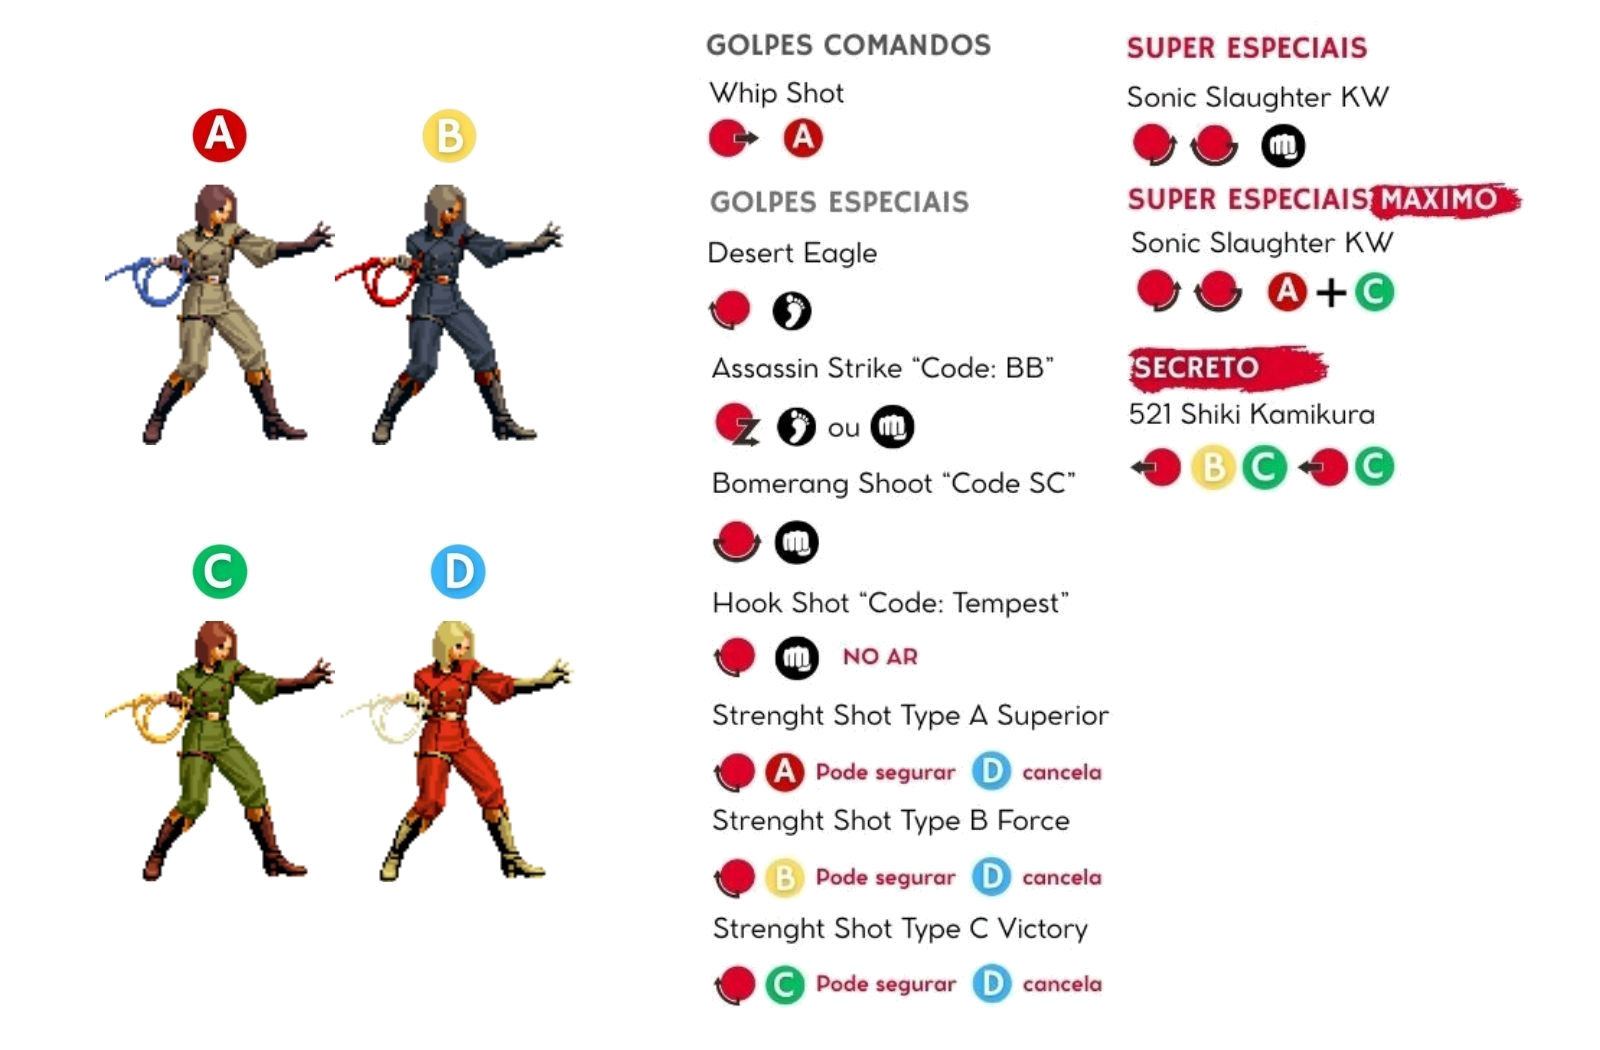 A
B
C
D
GOLPES COMANDOS
Whip Shot
A
GOLPES ESPECIAIS
Desert Eagle
Assassin Strike “Code: BB”
ou
Bomerang Shoot “Code SC”
Hook Shot “Code: Tempest”
NO AR
Strenght Shot Type A Superior
A Pode segurar D cancela
Strenght Shot Type B Force
B Pode segurar D cancela
Strenght Shot Type C Victory
C Pode segurar D cancela
SUPER ESPECIAIS
Sonic Slaughter KW
SUPER ESPECIAIS MAXIMO
Sonic Slaughter KW
A + C
SECRETO
521 Shiki Kamikura
B C C